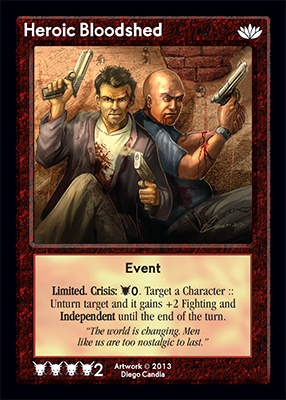 Heroic Bloodshed
Event
Limited. Crisis: 0. Target a Character ::
Unturn target and it gains +2 Fighting and
Independent until the end of the turn.
"The world is changing. Men
like us are too nostalgic to last."
2
Artwork © 2013
Diego Candia